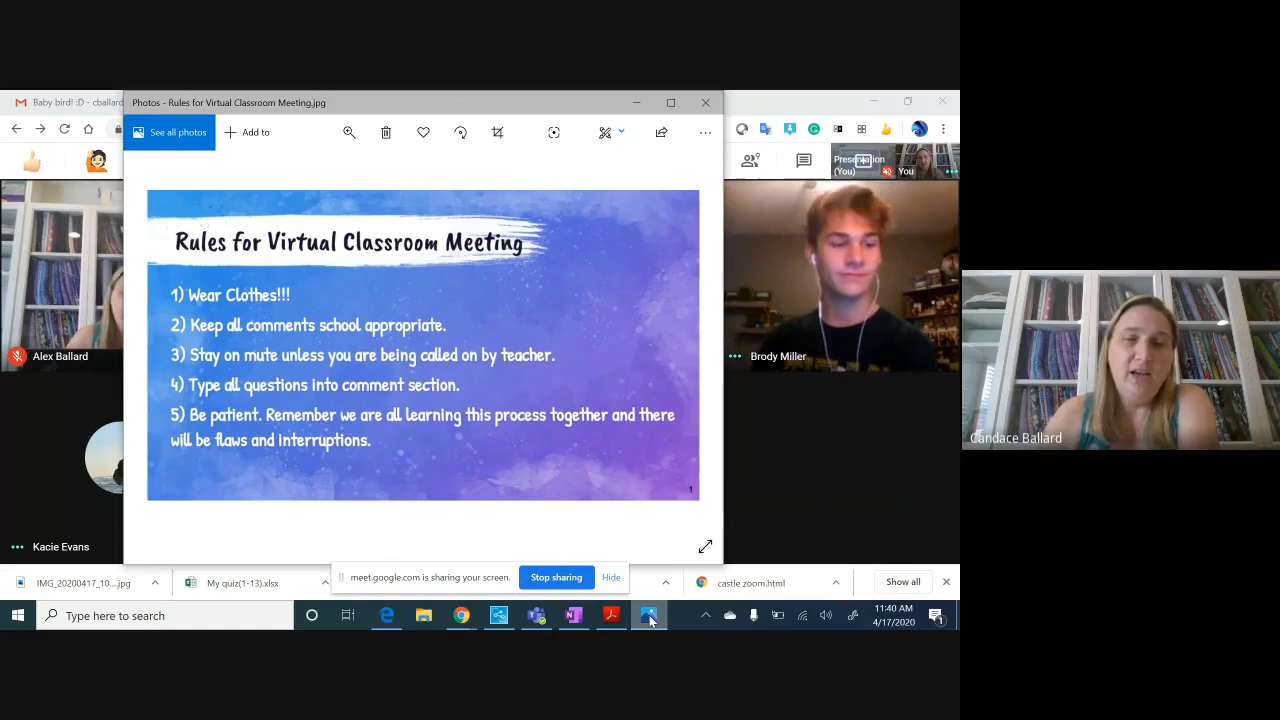 Baby bird! :D - cballard
Photos - Rules for Virtual Classroom Meeting.jpg
See all photos
Add to
Presentation
(You)
You
Rules for Virtual Classroom Meeting
1) Wear Clothes!!!
2) Keep all comments school appropriate.
3) Stay on mute unless you are being called on by teacher.
4) Type all questions into comment section.
5) Be patient. Remember we are all learning this process together and there
will be flaws and interruptions.
1
Alex Ballard
Brody Miller
Candace Ballard
Kacie Evans
meet.google.com is sharing your screen.
Stop sharing
Hide
IMG_20200417_10....jpg
My quiz(1-13).xlsx
castle zoom.html
Show all
Type here to search
11:40 AM
4/17/2020
1